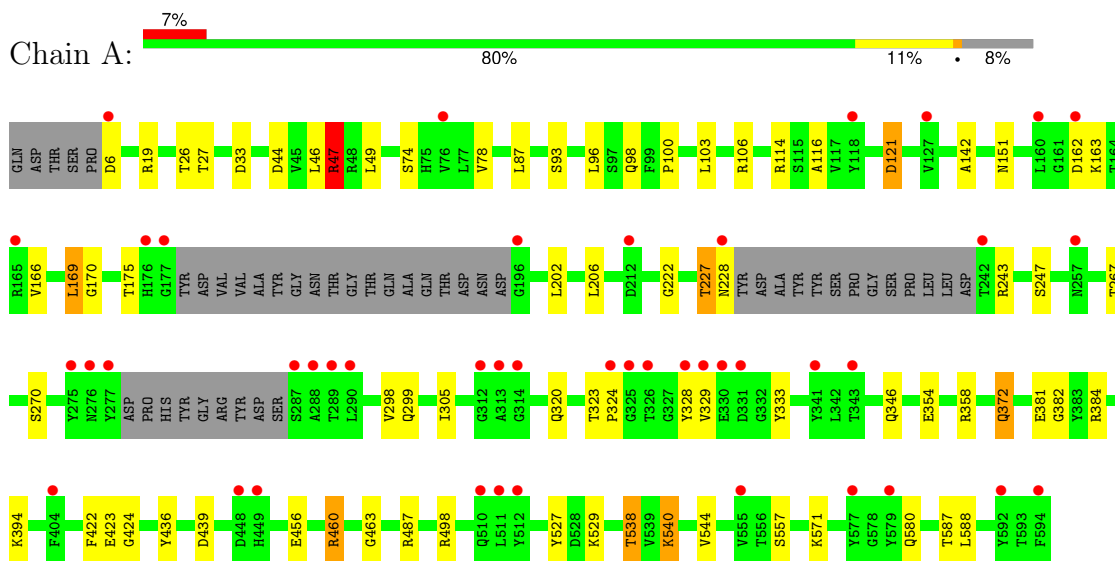 7%
Chain A:
80% 11% • 8%
GLN ASP THR SER PRO D6 R19 T26 T27 D33 D44 V45 L46 R47 R48 L49 S74 H75 V76 L77 V78 L87 S93 L96 S97 Q98 F99 P100 L103 R106 R114 S115 A116 V117 Y118 D121 V127 A142 N151 L160 G161 D162 K163 T164
R165 V166 L169 G170 T175 H176 G177 TYR ASP VAL VAL ALA TYR GLY ASN THR GLY THR GLN ALA GLN THR ASP ASN ASP G196 L202 L206 D212 G222 T227 N228 TYR ASP ALA TYR TYR SER PRO GLY SER PRO LEU LEU ASP T242 R243 S247 N257 T267
S270 Y275 N276 Y277 ASP PRO HIS TYR GLY ARG TYR ASP SER S287 A288 T289 L290 V298 Q299 I305 G312 A313 G314 Q320 T323 P324 G325 T326 G327 Y328 V329 E330 D331 G332 Y333 Y341 L342 T343 Q346 E354 R358 Q372 E381 G382 Y383 R384
K394 F404 F422 E423 G424 Y436 D439 D448 H449 E456 R460 G463 R487 R498 Q510 L511 Y512 Y527 D528 K529 T538 V539 K540 V544 V555 T556 S557 K571 Y577 G578 Y579 Q580 T587 L588 Y592 T593 F594